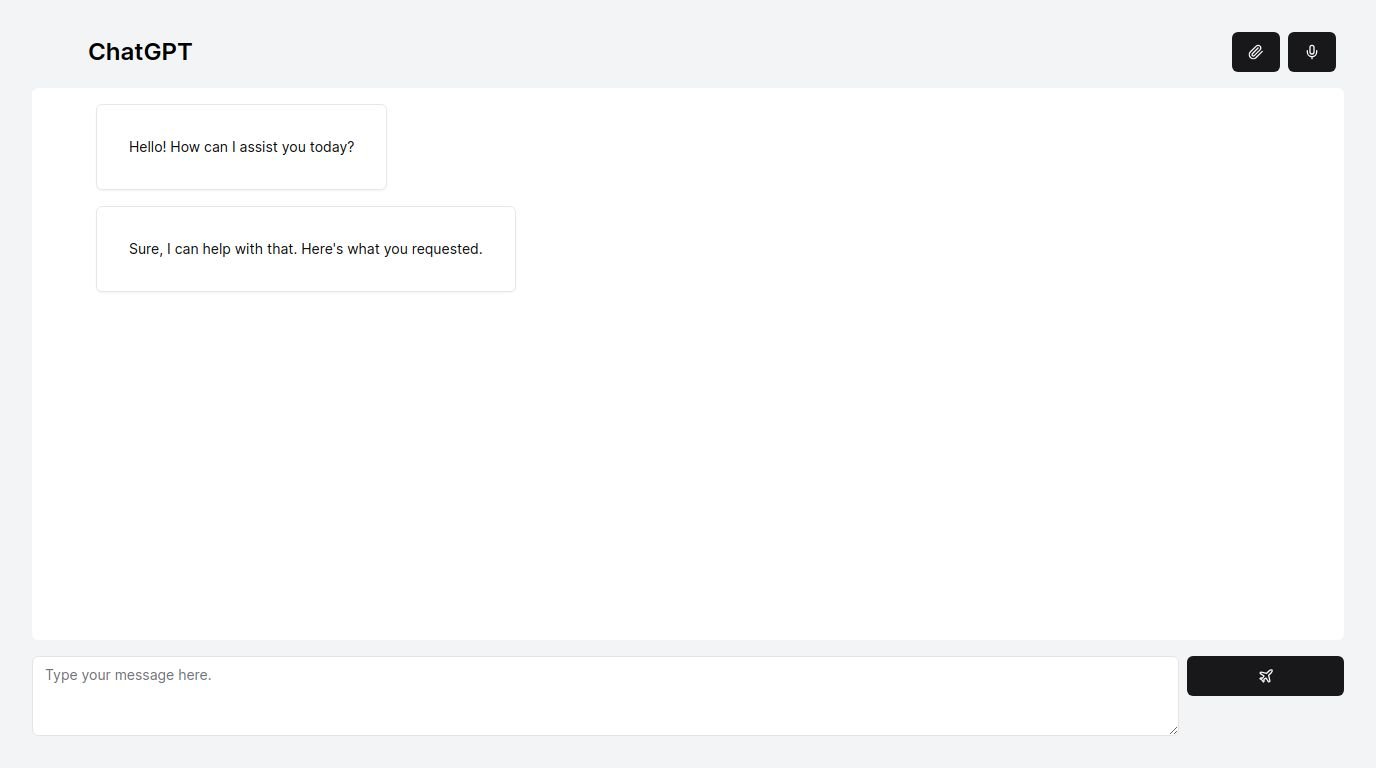 ChatGPT
Hello! How can I assist you today?
Sure, I can help with that. Here's what you requested.
Type your message here.